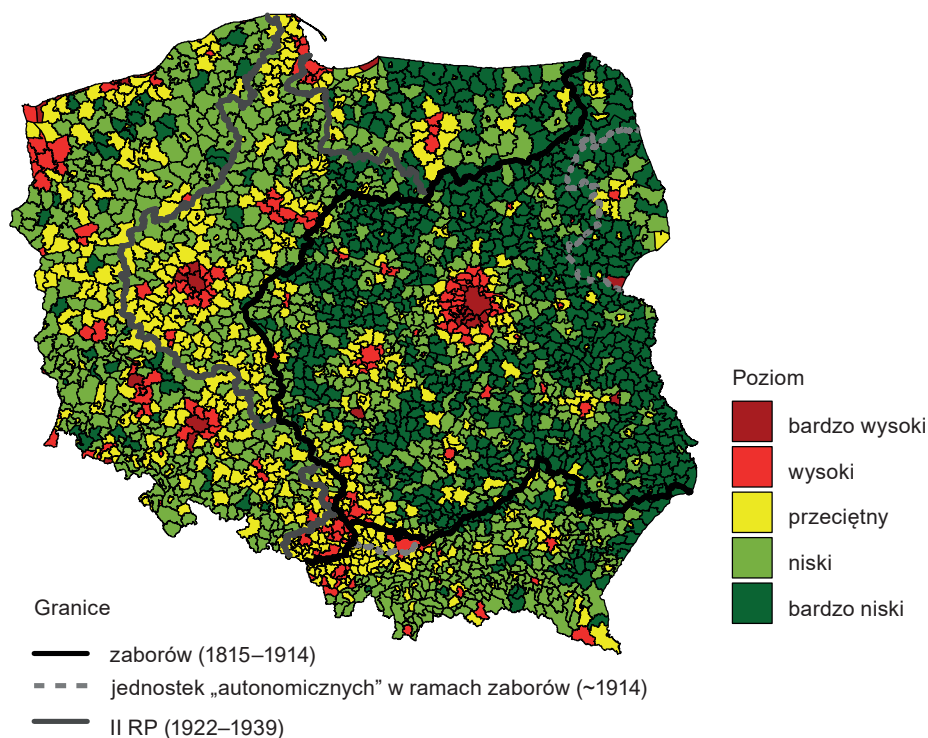 Poziom
bardzo wysoki
wysoki
przeciętny
niski
bardzo niski
Granice
zaborów (1815–1914)
jednostek „autonomicznych” w ramach zaborów (~1914)
II RP (1922–1939)